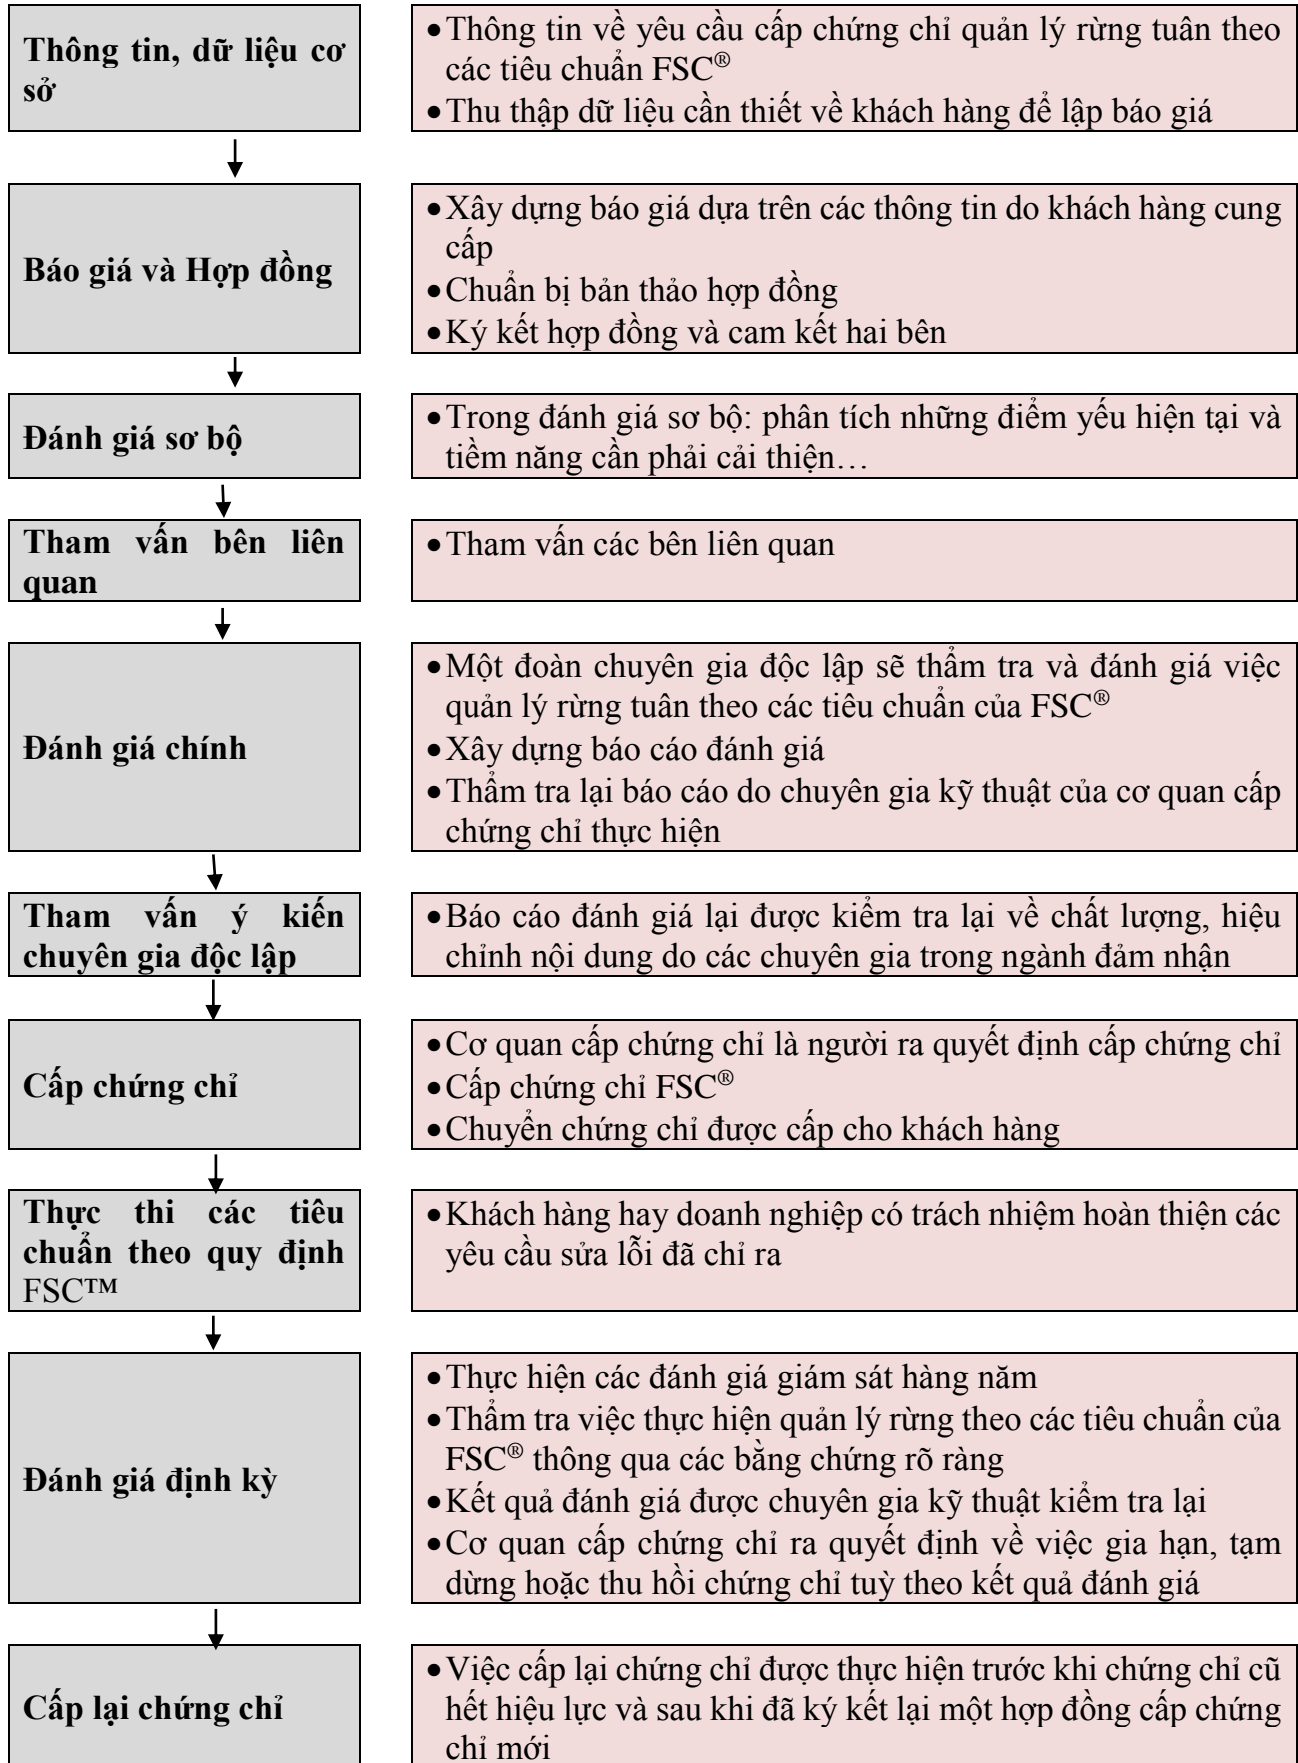 Thông tin, dữ liệu cơ
sở
•Thông tin về yêu cầu cấp chứng chỉ quản lý rừng tuân theo
các tiêu chuẩn FSC®
•Thu thập dữ liệu cần thiết về khách hàng để lập báo giá
Báo giá và Hợp đồng
•Xây dựng báo giá dựa trên các thông tin do khách hàng cung
cấp
•Chuẩn bị bản thảo hợp đồng
•Ký kết hợp đồng và cam kết hai bên
Đánh giá sơ bộ
•Trong đánh giá sơ bộ: phân tích những điểm yếu hiện tại và
tiềm năng cần phải cải thiện…
Tham vấn bên liên
quan
•Tham vấn các bên liên quan
Đánh giá chính
•Một đoàn chuyên gia độc lập sẽ thẩm tra và đánh giá việc
quản lý rừng tuân theo các tiêu chuẩn của FSC®
•Xây dựng báo cáo đánh giá
•Thẩm tra lại báo cáo do chuyên gia kỹ thuật của cơ quan cấp
chứng chỉ thực hiện
Tham vấn ý kiến
chuyên gia độc lập
•Báo cáo đánh giá lại được kiểm tra lại về chất lượng, hiệu
chỉnh nội dung do các chuyên gia trong ngành đảm nhận
Cấp chứng chỉ
•Cơ quan cấp chứng chỉ là người ra quyết định cấp chứng chỉ
•Cấp chứng chỉ FSC®
•Chuyển chứng chỉ được cấp cho khách hàng
Thực thi các tiêu
chuẩn theo quy định
FSC™
•Khách hàng hay doanh nghiệp có trách nhiệm hoàn thiện các
yêu cầu sửa lỗi đã chỉ ra
Đánh giá định kỳ
•Thực hiện các đánh giá giám sát hàng năm
•Thẩm tra việc thực hiện quản lý rừng theo các tiêu chuẩn của
FSC® thông qua các bằng chứng rõ ràng
•Kết quả đánh giá được chuyên gia kỹ thuật kiểm tra lại
•Cơ quan cấp chứng chỉ ra quyết định về việc gia hạn, tạm
dừng hoặc thu hồi chứng chỉ tuỳ theo kết quả đánh giá
Cấp lại chứng chỉ
•Việc cấp lại chứng chỉ được thực hiện trước khi chứng chỉ cũ
hết hiệu lực và sau khi đã ký kết lại một hợp đồng cấp chứng
chỉ mới